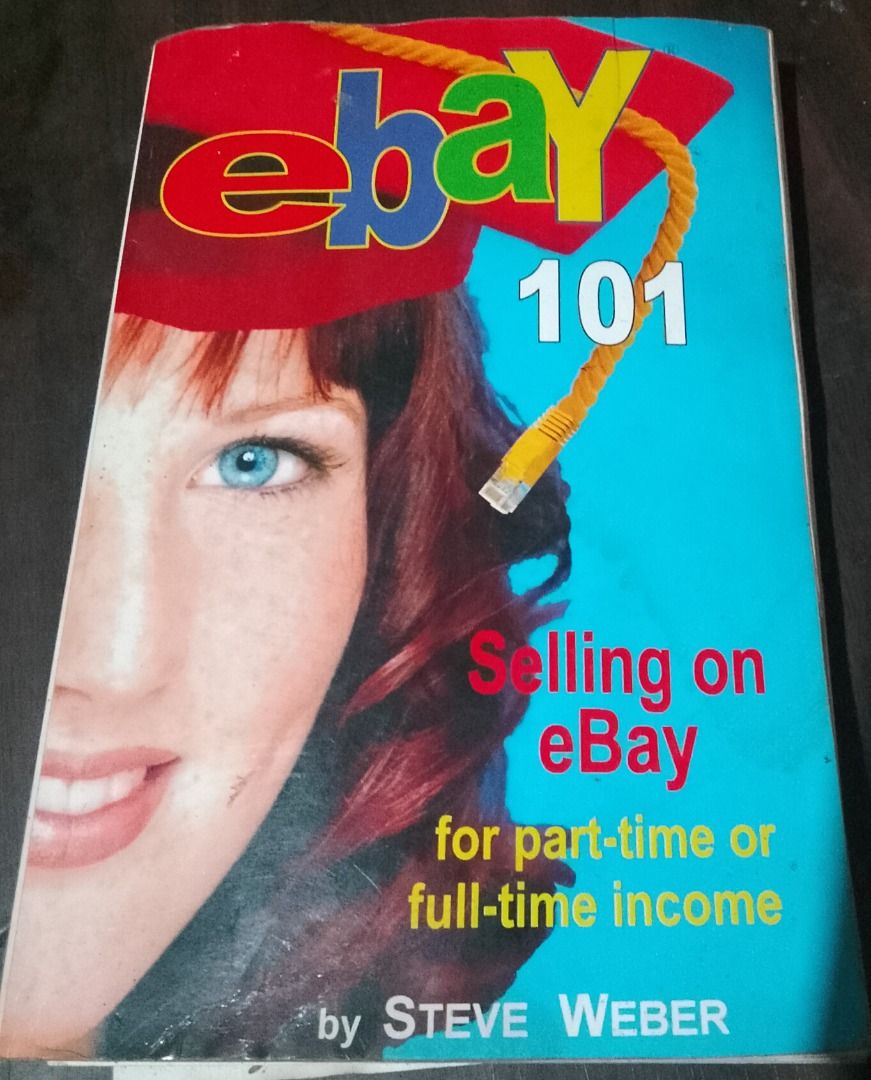 ebaY®
101
Selling on
eBay
for part-time or
full-time income
by STEVE WEBER